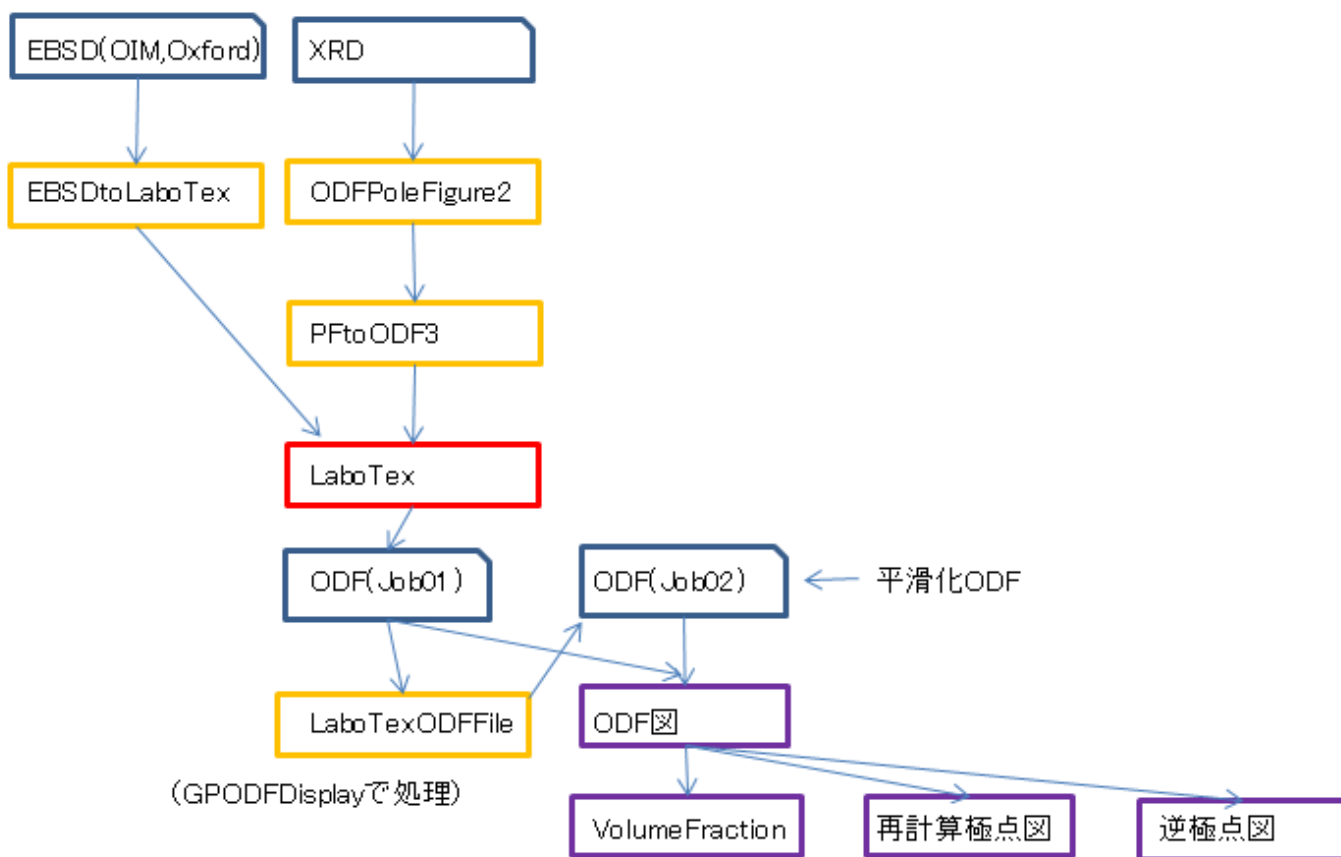 EBSD(OIM,Oxford)
XRD
EBSDtoLaboTex
ODFPoleFigure2
PFtoODF3
LaboTex
ODF(Job01)
ODF(Job02)
平滑化ODF
LaboTexODFFile
ODF図
(GPODFDisplayで処理)
VolumeFraction
再計算極点図
逆極点図